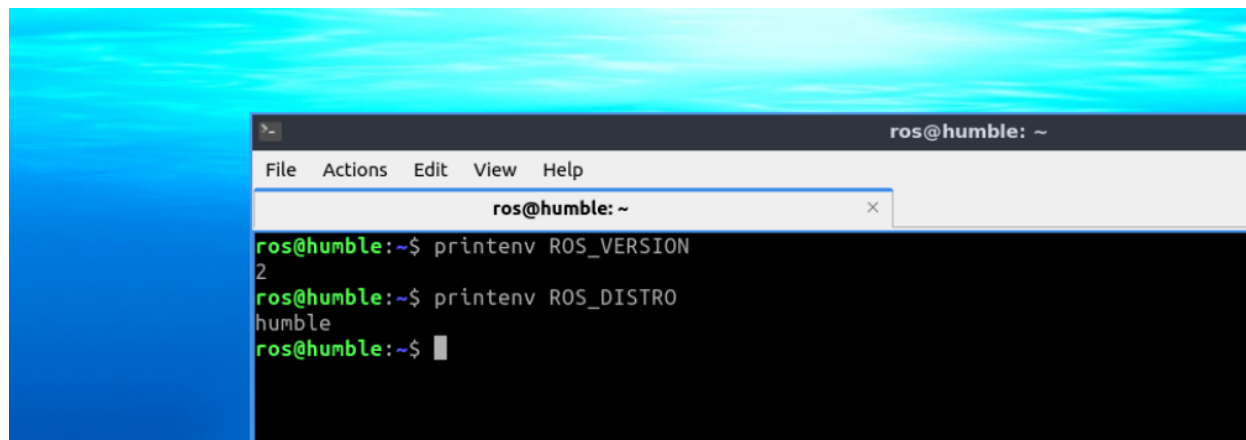 ros@humble: ~
File Actions Edit View Help
ros@humble: ~
ros@humble:~$ printenv ROS_VERSION
2
ros@humble:~$ printenv ROS_DISTRO
humble
ros@humble:~$